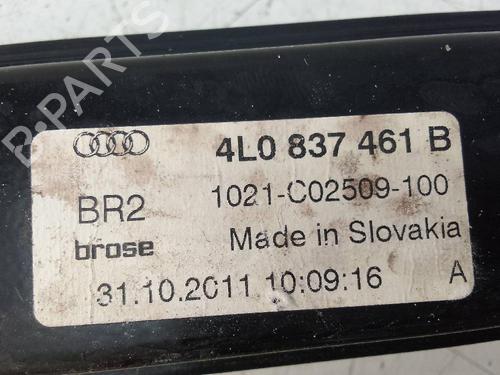 B-PARTS
4L0 837 461 B
BR2
1021-C02509-100
brose
Made in Slovakia
31.10.2011 10:09:16 A